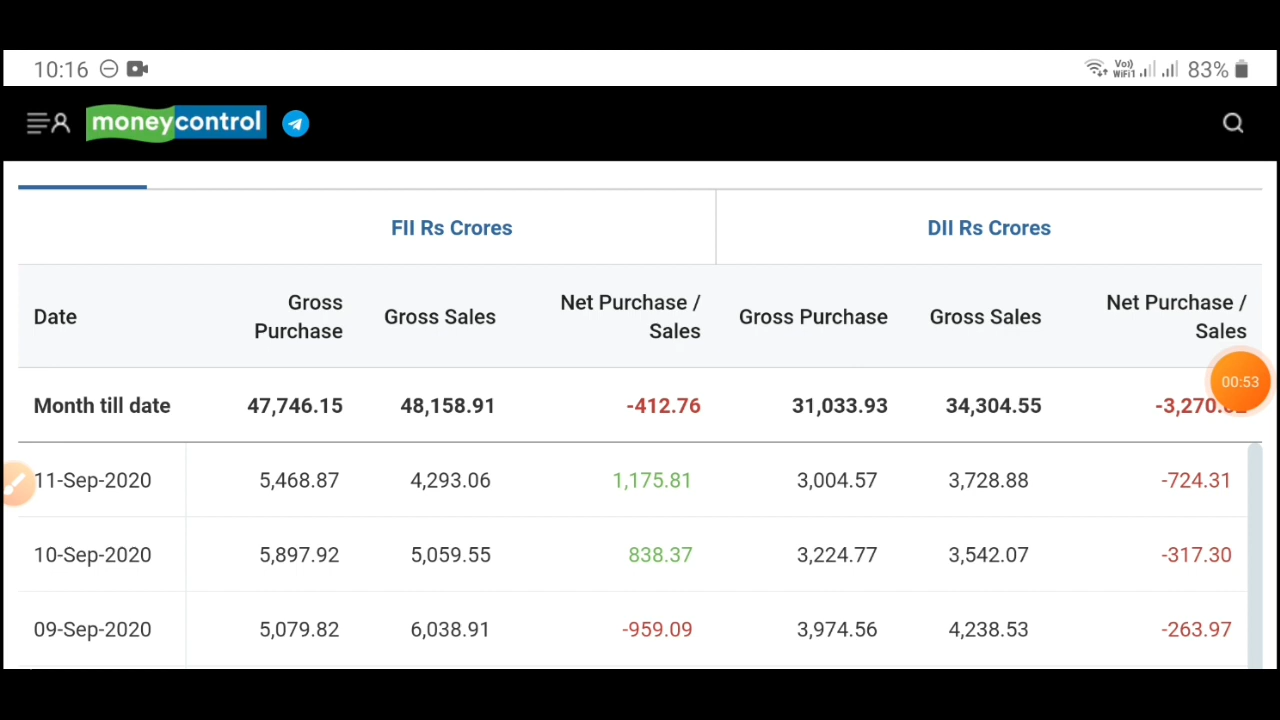 10:16 Vo) WiFi1 83%
moneycontrol
FII Rs Crores DII Rs Crores
Date Gross Purchase Gross Sales Net Purchase / Sales Gross Purchase Gross Sales Net Purchase / Sales
Month till date 47,746.15 48,158.91 -412.76 31,033.93 34,304.55 -3,270.
00:53
11-Sep-2020 5,468.87 4,293.06 1,175.81 3,004.57 3,728.88 -724.31
10-Sep-2020 5,897.92 5,059.55 838.37 3,224.77 3,542.07 -317.30
09-Sep-2020 5,079.82 6,038.91 -959.09 3,974.56 4,238.53 -263.97